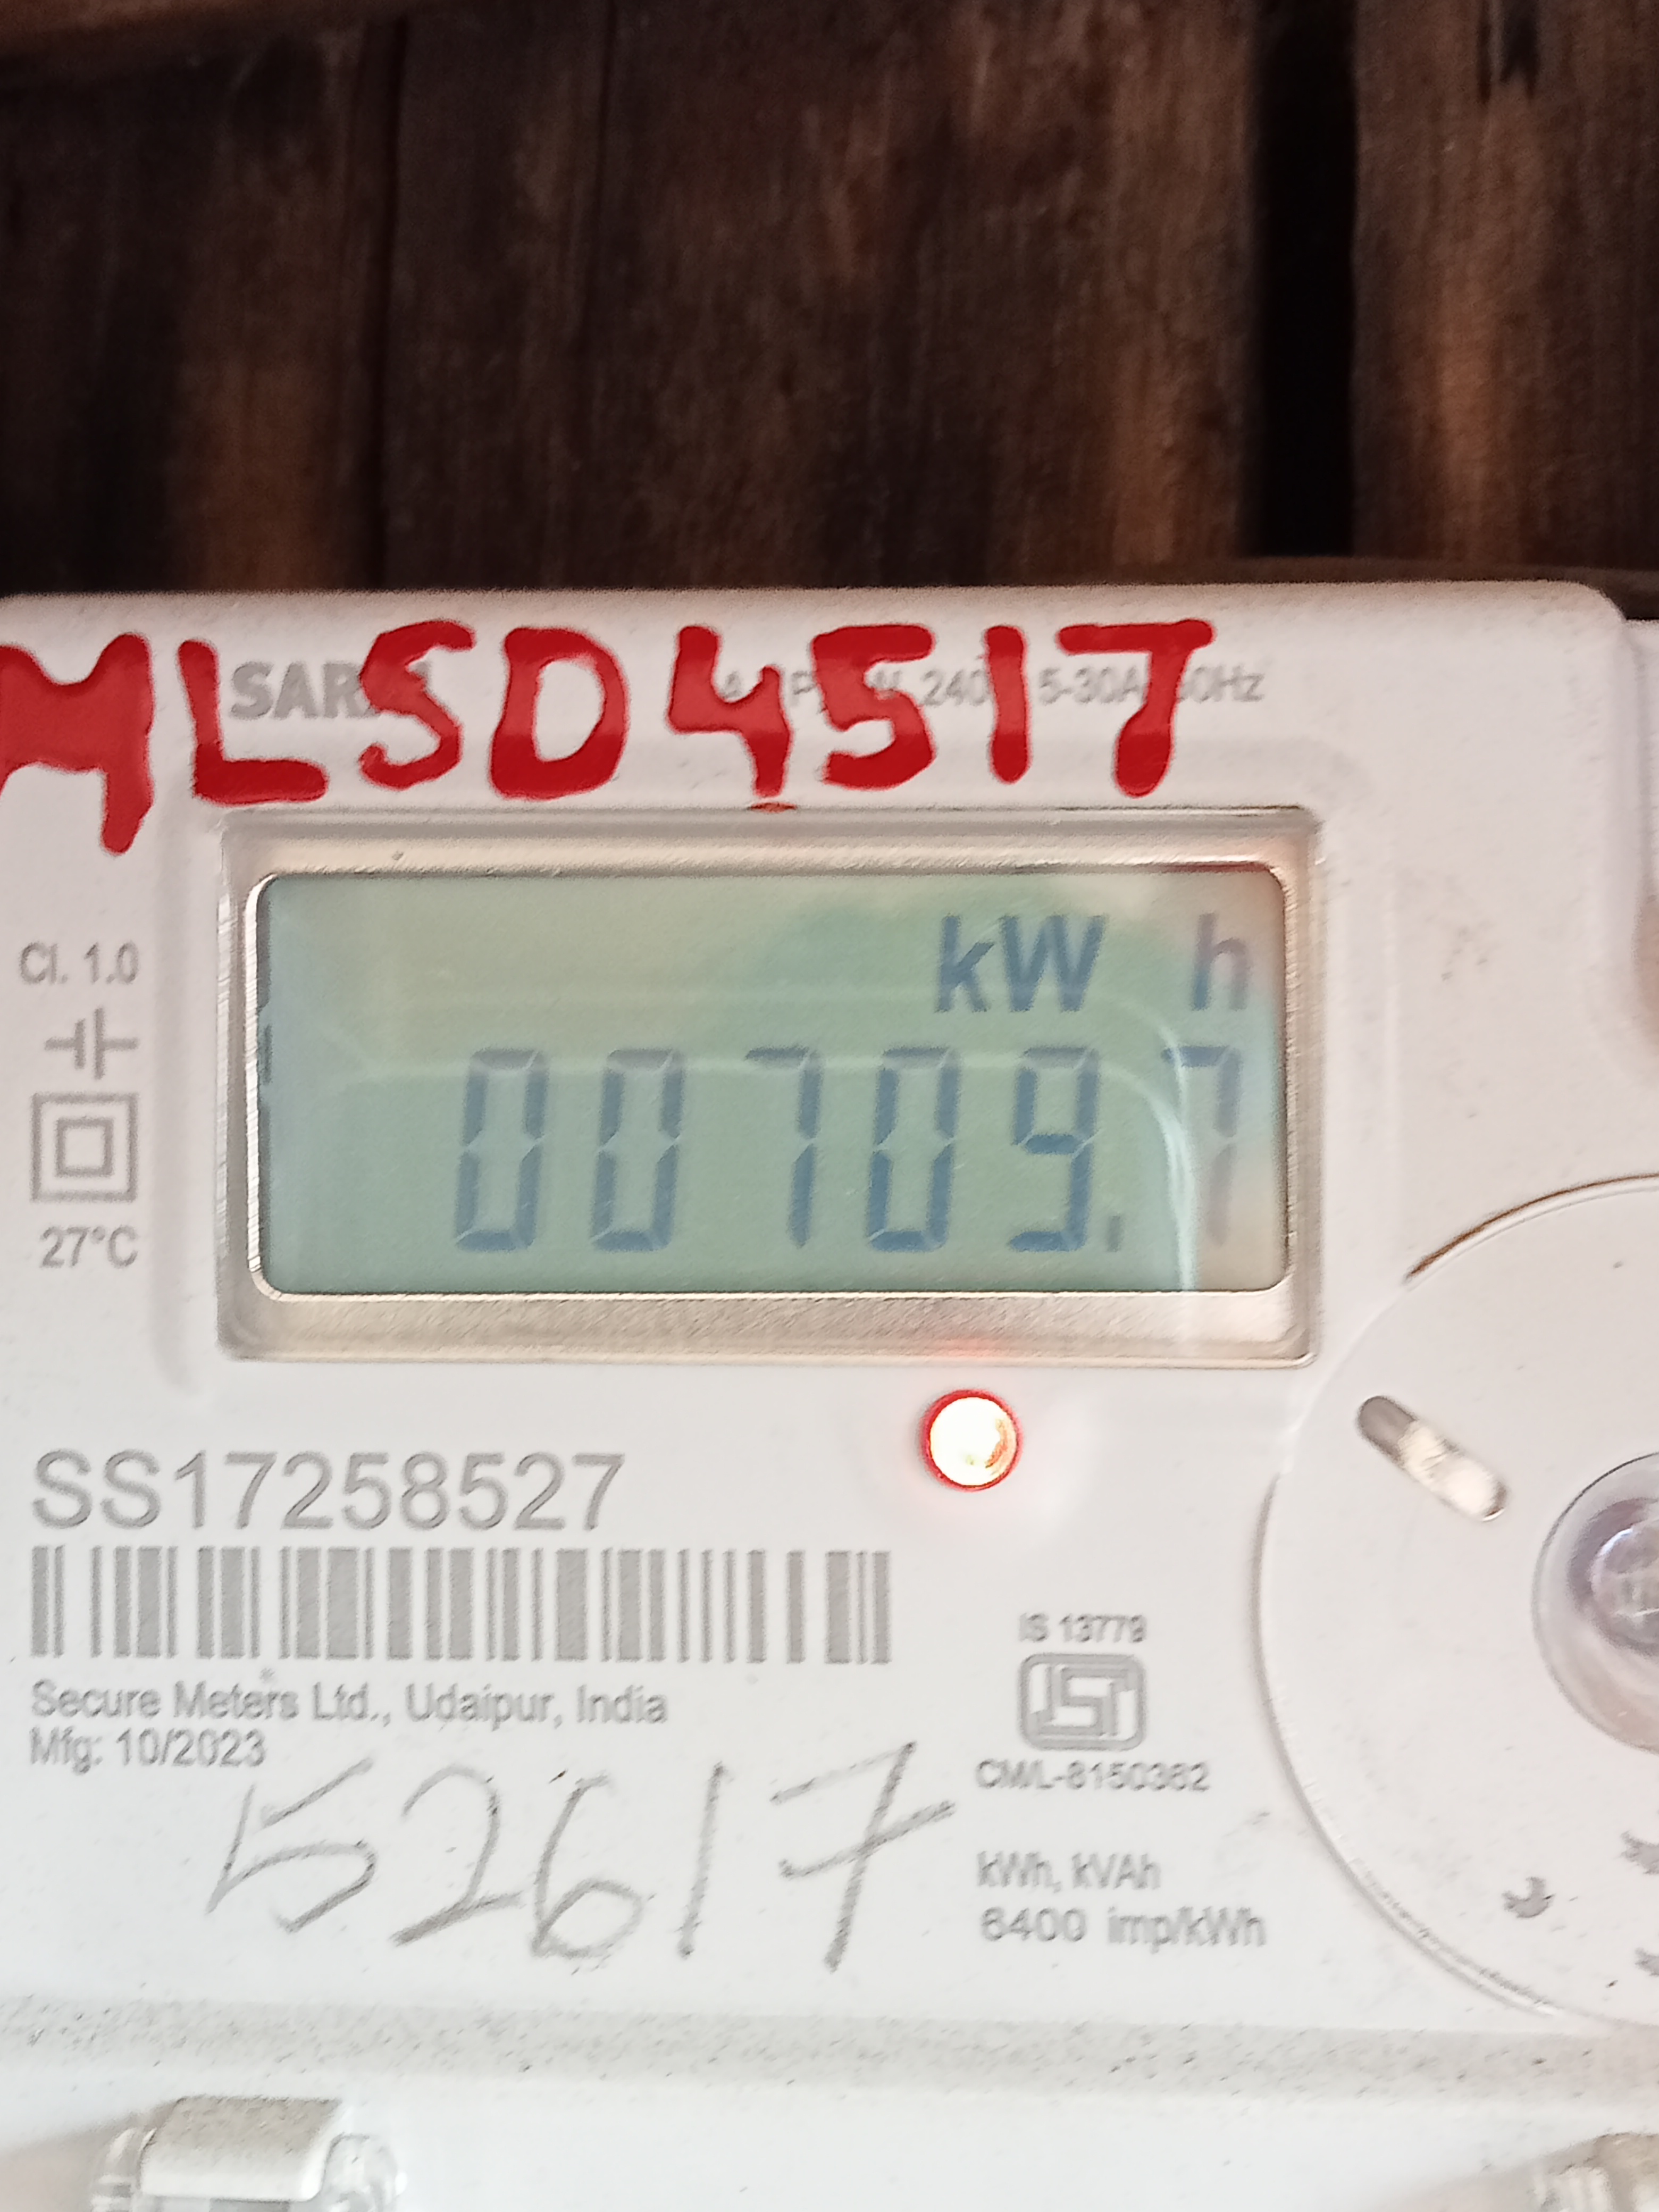 MLSD4517
Cl. 1.0
27°C
kW h
00709.7
SS17258527
Secure Meters Ltd., Udaipur, India
Mfg: 10/2023
IS 13779
CM/L-8150362
52617
kWh, kVAh
6400 imp/kWh